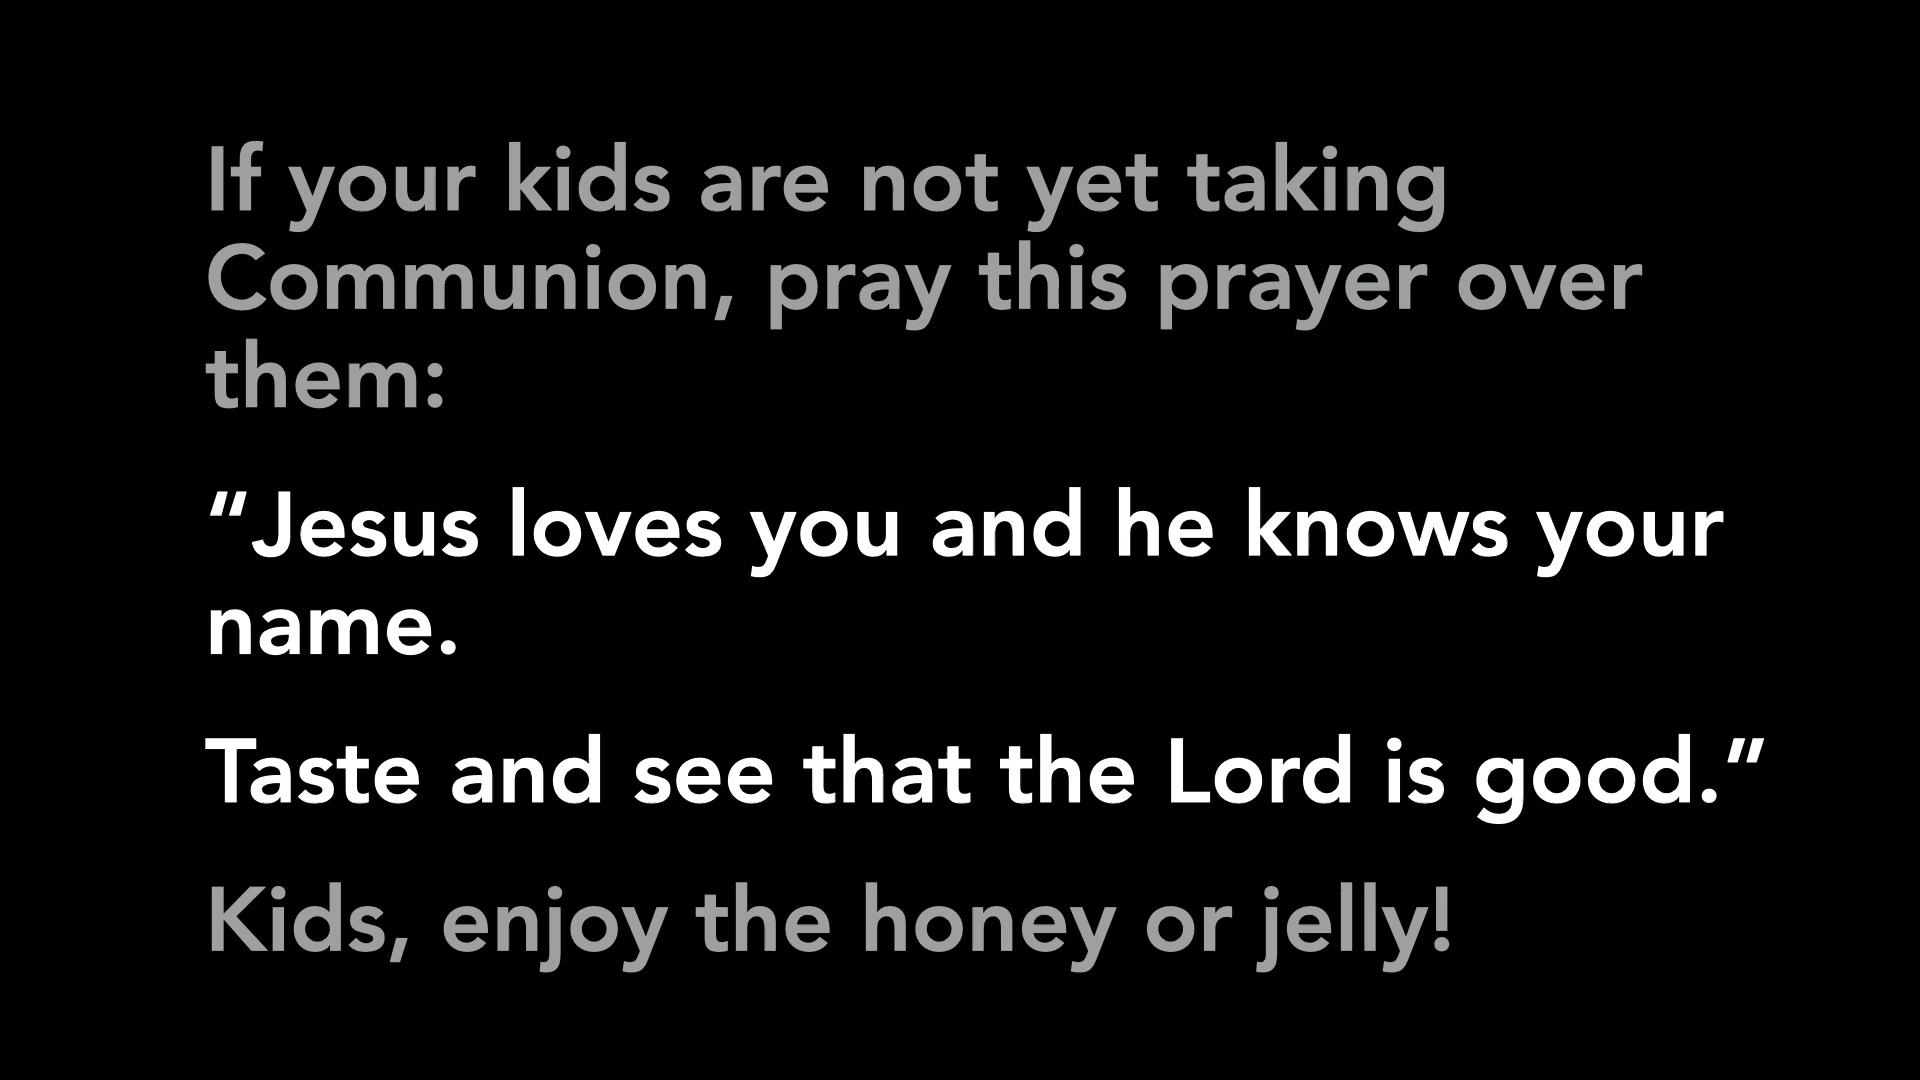 If your kids are not yet taking
Communion, pray this prayer over
them:
“Jesus loves you and he knows your
name.
Taste and see that the Lord is good.”
Kids, enjoy the honey or jelly!